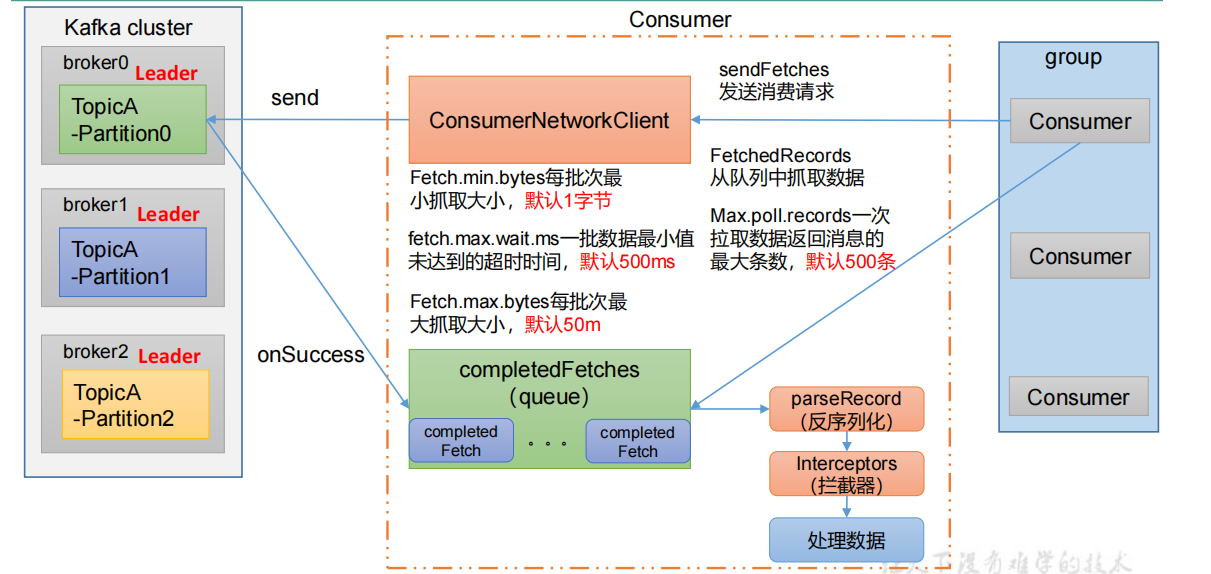 Consumer
Kafka cluster
broker0
Leader
TopicA
-Partition0
broker1
Leader
TopicA
-Partition1
broker2
Leader
TopicA
-Partition2
send
onSuccess
ConsumerNetworkClient
Fetch.min.bytes每批次最
小抓取大小，默认1字节
fetch.max.wait.ms一批数据最小值
未达到的超时时间，默认500ms
Fetch.max.bytes每批次最
大抓取大小，默认50m
completedFetches
（queue）
completed
Fetch
。。。
completed
Fetch
sendFetches
发送消费请求
FetchedRecords
从队列中抓取数据
Max.poll.records一次
拉取数据返回消息的
最大条数，默认500条
parseRecord
（反序列化）
Interceptors
（拦截器）
处理数据
group
Consumer
Consumer
Consumer
下没有难学的技术